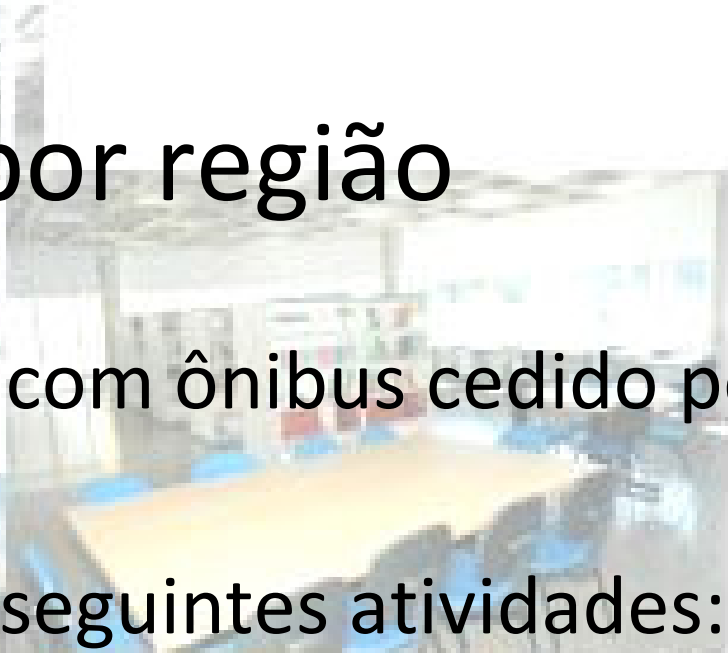 por região
com ônibus cedido
seguintes atividades: